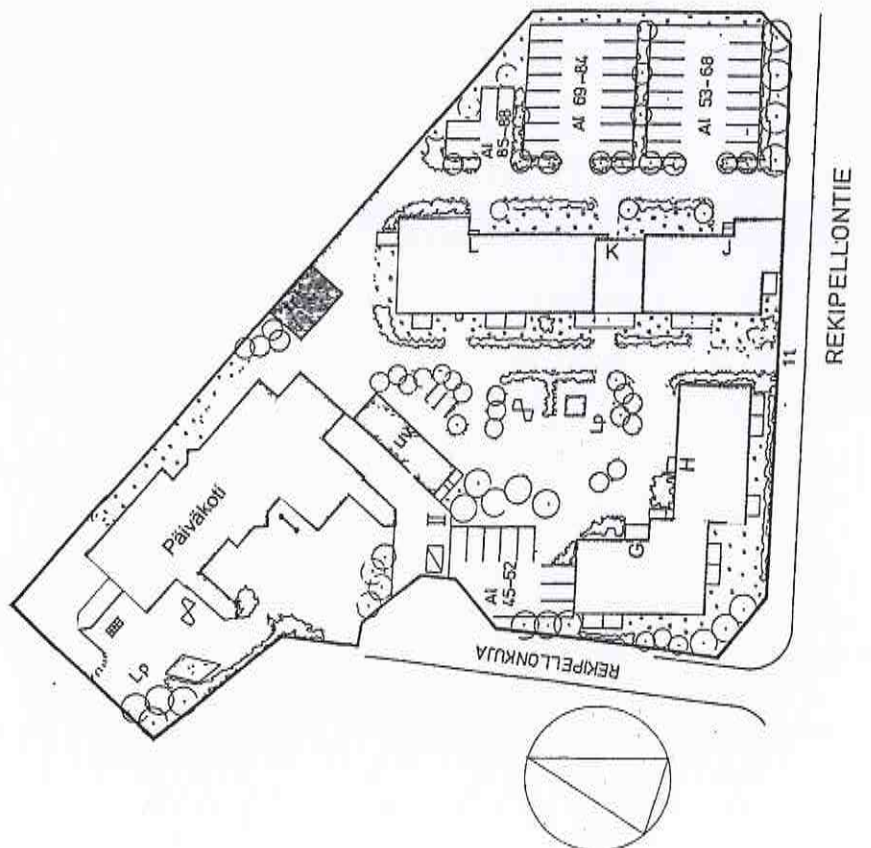 AI 69-84
AI 53-68
AI
85-88
L
K
J
REKIPELLONTIE
11
Päiväkoti
Lp
Lp
H
G
AI
45-52
REKIPELLONKUJA